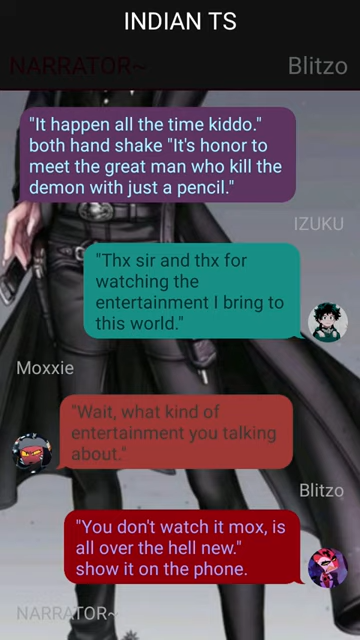 INDIAN TS
NARRATOR~
Blitzo
"It happen all the time kiddo."
both hand shake "It's honor to
meet the great man who kill the
demon with just a pencil."
IZUKU
"Thx sir and thx for
watching the
entertainment I bring to
this world."
Moxxie
"Wait, what kind of
entertainment you talking
about."
Blitzo
"You don't watch it mox, is
all over the hell new."
show it on the phone.
NARRATOR~